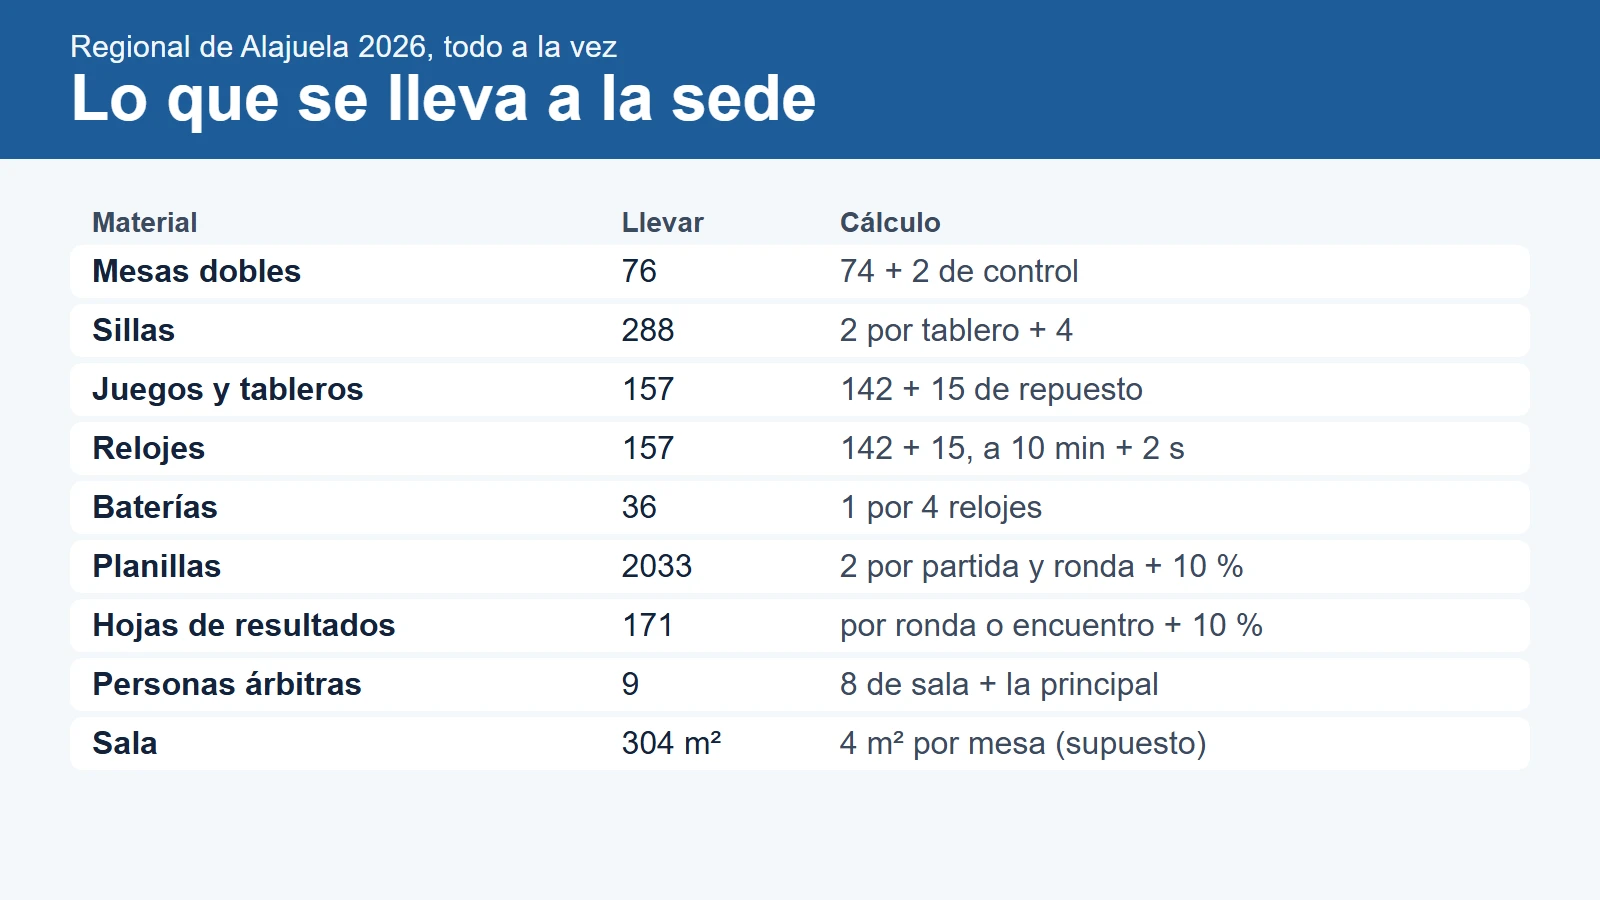 Regional de Alajuela 2026, todo a la vez
Lo que se lleva a la sede
Material Llevar Cálculo
Mesas dobles 76 74 + 2 de control
Sillas 288 2 por tablero + 4
Juegos y tableros 157 142 + 15 de repuesto
Relojes 157 142 + 15, a 10 min + 2 s
Baterías 36 1 por 4 relojes
Planillas 2033 2 por partida y ronda + 10 %
Hojas de resultados 171 por ronda o encuentro + 10 %
Personas árbitras 9 8 de sala + la principal
Sala 304 m² 4 m² por mesa (supuesto)